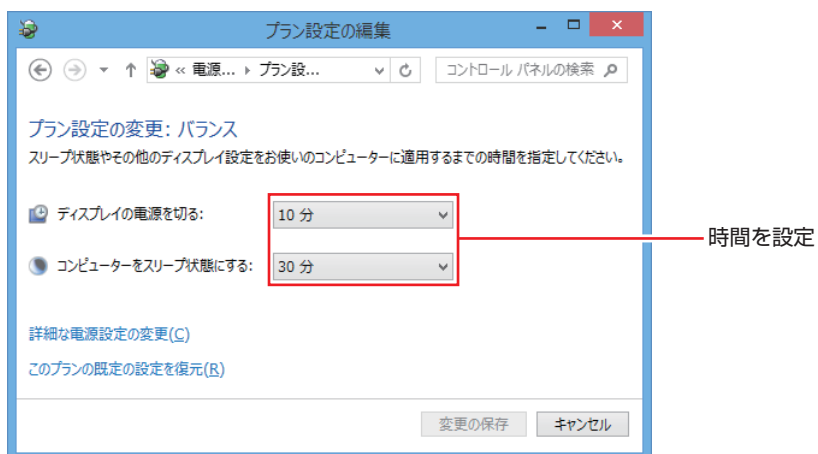 プラン設定の編集
« 電源... › プラン設...
コントロール パネルの検索
プラン設定の変更: バランス
スリープ状態やその他のディスプレイ設定をお使いのコンピューターに適用するまでの時間を指定してください。
ディスプレイの電源を切る: 10 分
時間を設定
コンピューターをスリープ状態にする: 30 分
詳細な電源設定の変更(C)
このプランの既定の設定を復元(R)
変更の保存 キャンセル